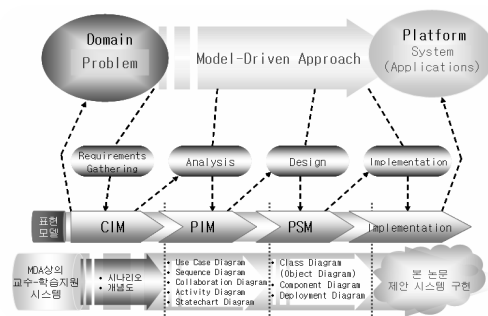 Domain
Problem
Model-Driven Approach
Platform
System
(Applications)
Requirements
Gathering
Analysis
Design
Implementation
표현
모델
CIM
PIM
PSM
Implementation
MDA상의
교수-학습지원
시스템
• 시나리오
• 개념도
• Use Case Diagram
• Sequence Diagram
• Collaboration Diagram
• Activity Diagram
• Statechart Diagram
• Class Diagram
(Object Diagram)
• Component Diagram
• Deployment Diagram
본 논문
제안 시스템 구현